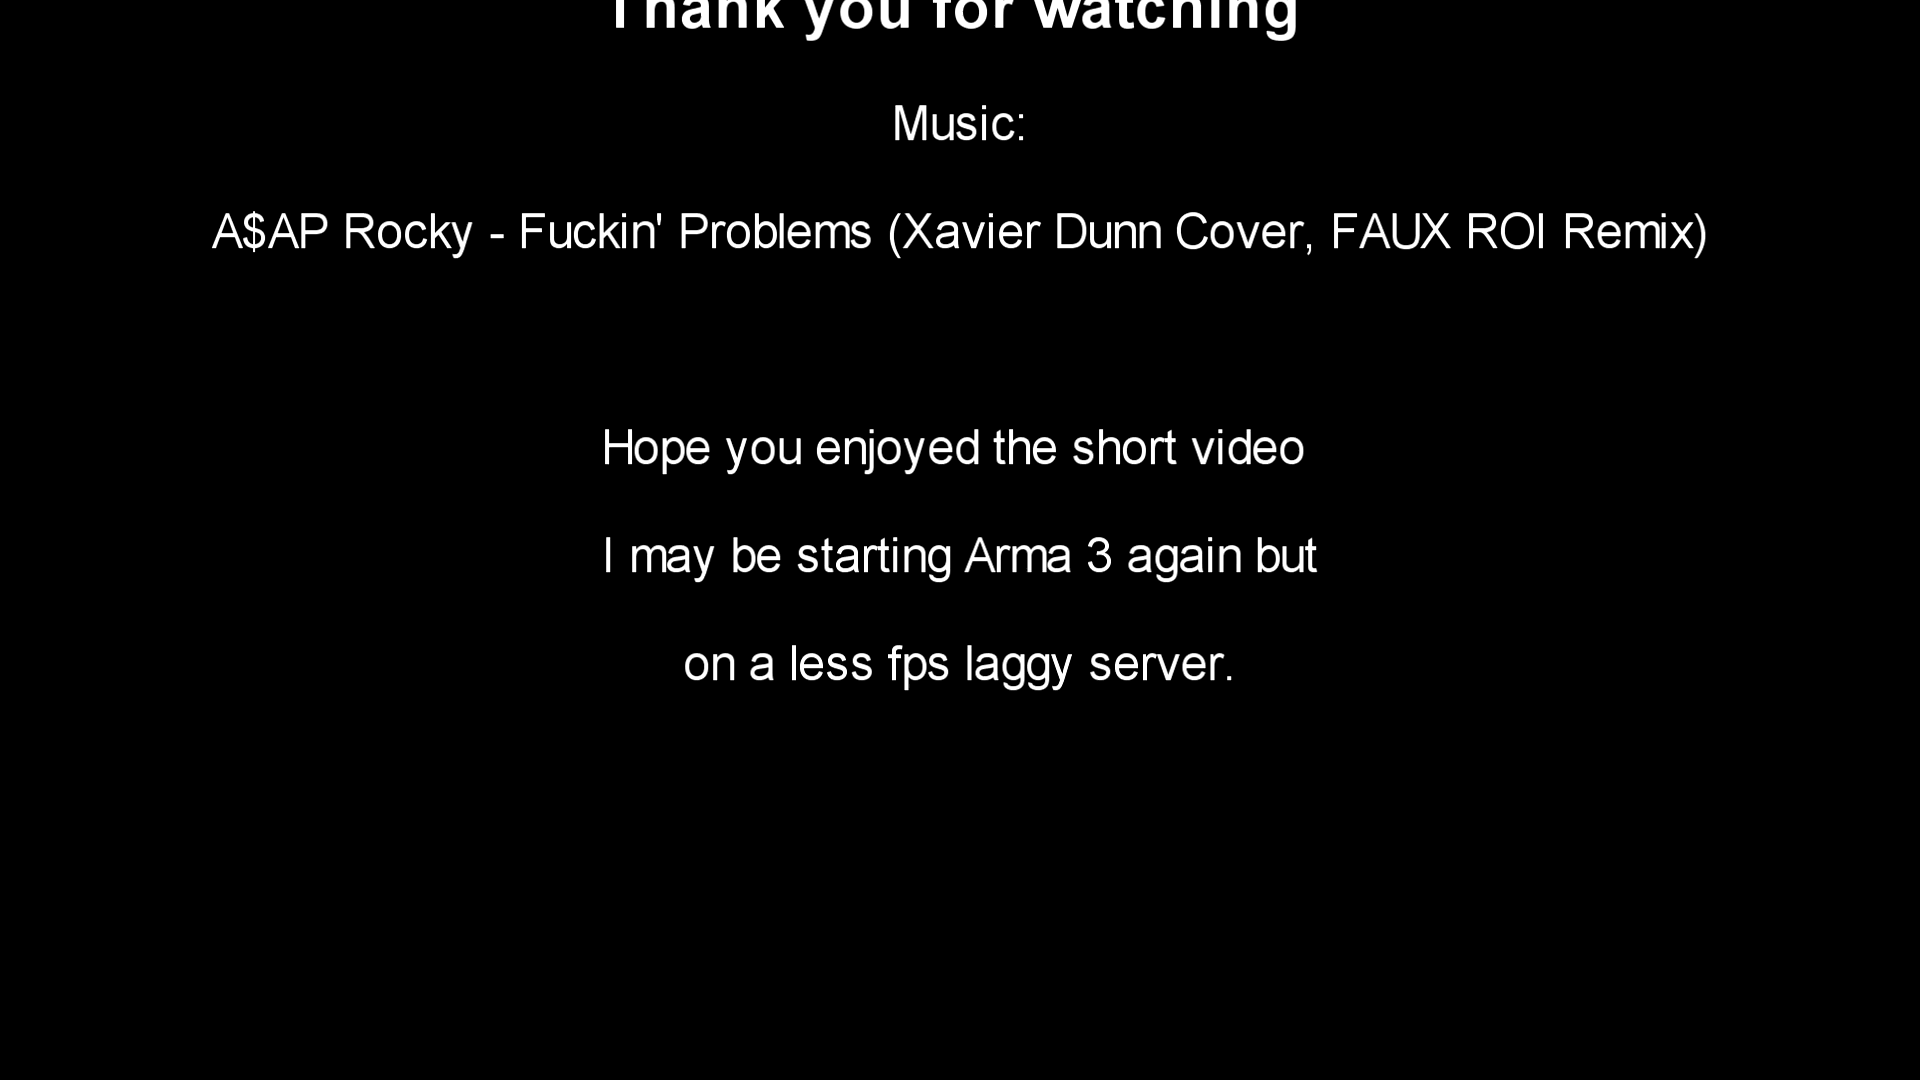 Thank you for watching
Music:
A$AP Rocky - Fuckin' Problems (Xavier Dunn Cover, FAUX ROI Remix)
Hope you enjoyed the short video
I may be starting Arma 3 again but
on a less fps laggy server.